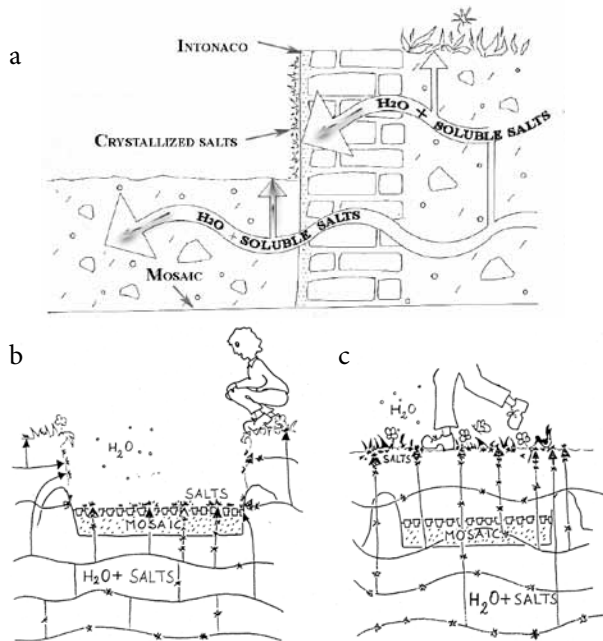 a
INTONACO
H2O + SOLUBLE SALTS
CRYSTALLIZED SALTS
H2O + SOLUBLE SALTS
MOSAIC
b
H2O
SALTS
MOSAIC
H2O + SALTS
c
H2O
SALTS
MOSAIC
H2O + SALTS